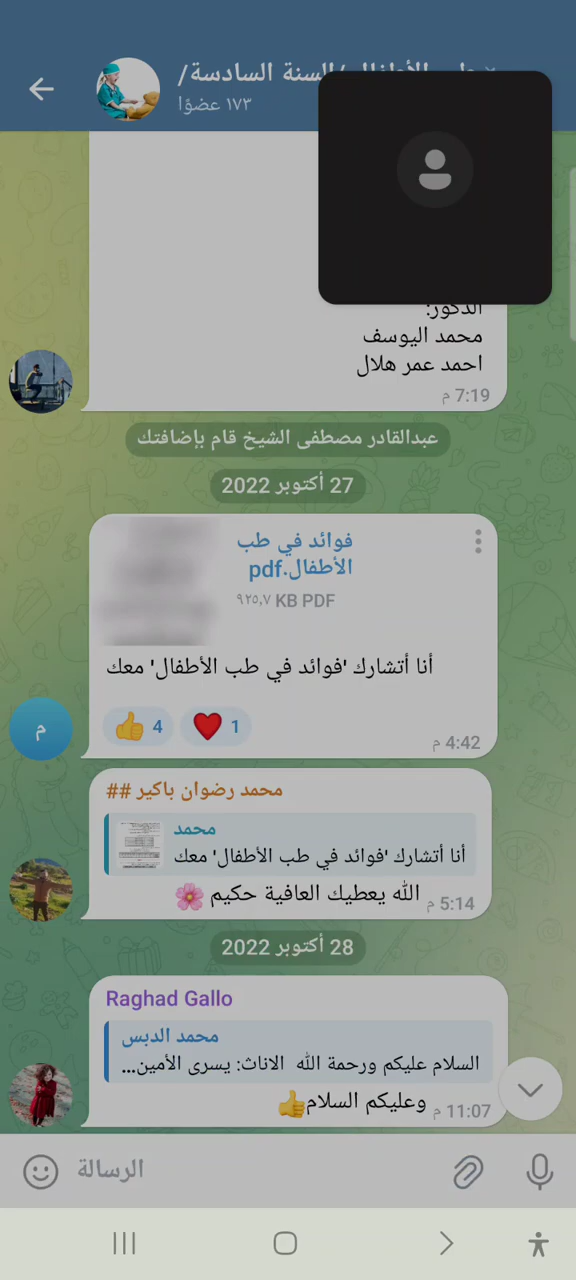 طب الأطفال /السنة السادسة/
١٧٣ عضوًا
الذكور:
محمد اليوسف
احمد عمر هلال
7:19 م
عبدالقادر مصطفى الشيخ قام بإضافتك
27 أكتوبر 2022
فوائد في طب
الأطفال.pdf
٩٢٥,٧ KB PDF
أنا أتشارك 'فوائد في طب الأطفال' معك
👍 4 ❤️ 1
4:42 م
م
محمد رضوان باكير ##
محمد
أنا أتشارك 'فوائد في طب الأطفال' معك
الله يعطيك العافية حكيم 🌸
5:14 م
28 أكتوبر 2022
Raghad Gallo
محمد الدبس
السلام عليكم ورحمة الله الاناث: يسرى الأمين...
وعليكم السلام👍
11:07 م
الرسالة